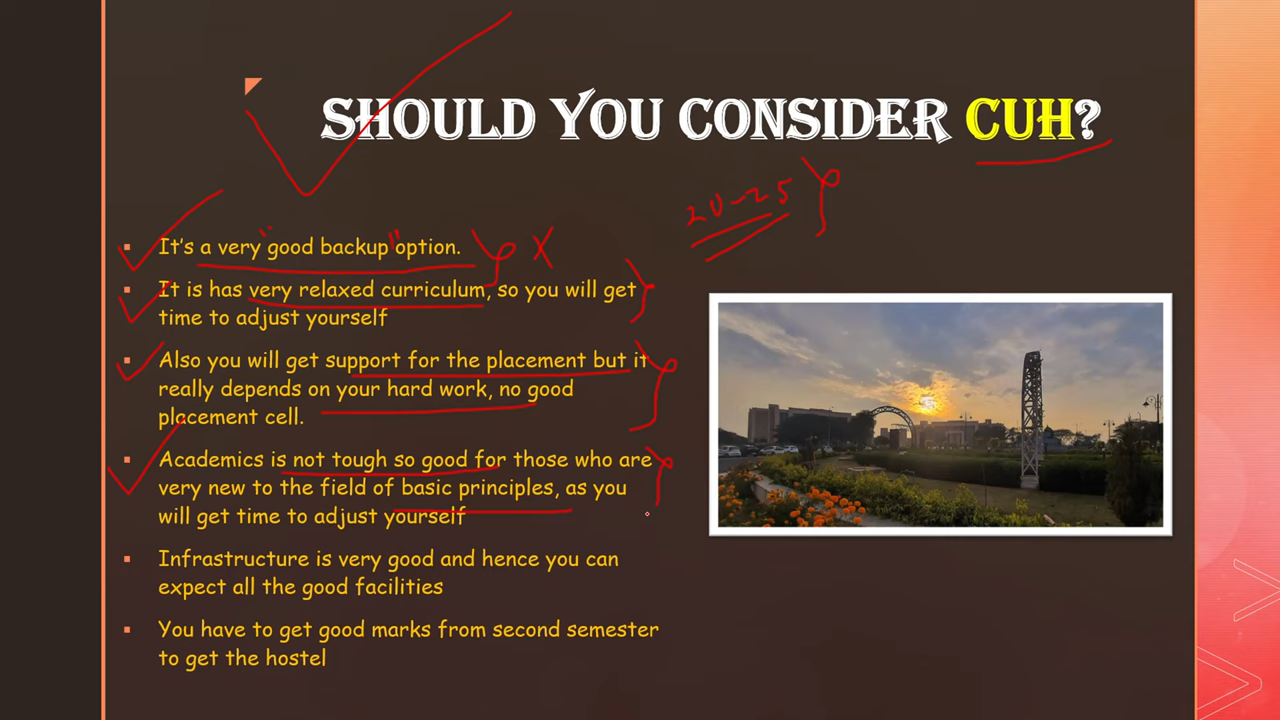 SHOULD YOU CONSIDER CUH?
20-25
▪ It's a very "good backup" option. X
▪ It is has very relaxed curriculum, so you will get
time to adjust yourself
▪ Also you will get support for the placement but it
really depends on your hard work, no good
placement cell.
▪ Academics is not tough so good for those who are
very new to the field of basic principles, as you
will get time to adjust yourself
▪ Infrastructure is very good and hence you can
expect all the good facilities
▪ You have to get good marks from second semester
to get the hostel